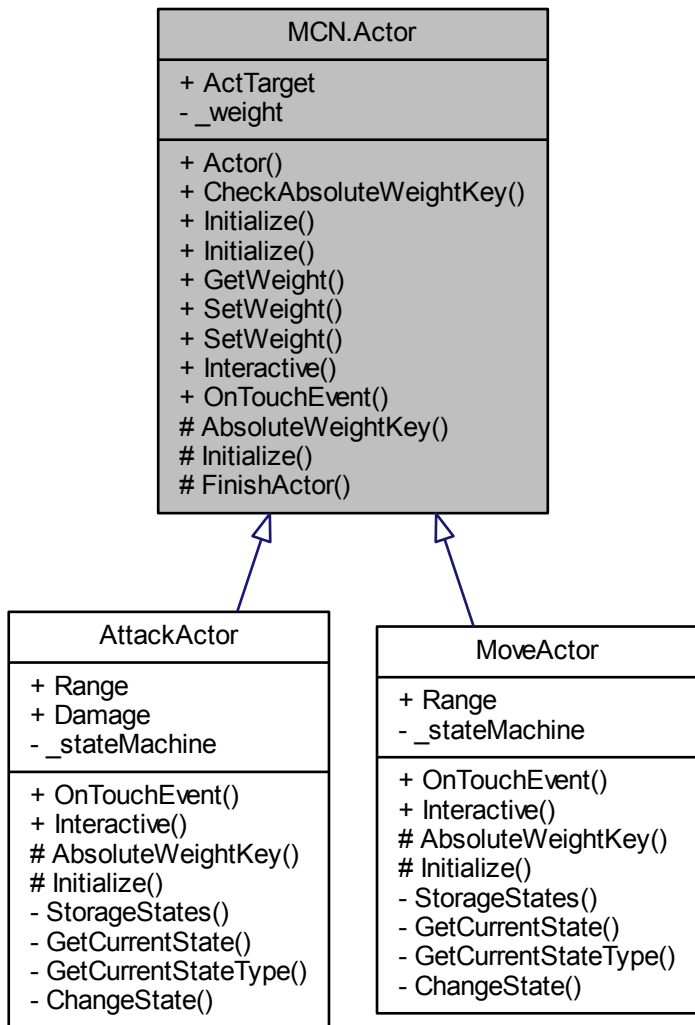 MCN.Actor
+ ActTarget
- _weight
+ Actor()
+ CheckAbsoluteWeightKey()
+ Initialize()
+ Initialize()
+ GetWeight()
+ SetWeight()
+ SetWeight()
+ Interactive()
+ OnTouchEvent()
# AbsoluteWeightKey()
# Initialize()
# FinishActor()
AttackActor
+ Range
+ Damage
- _stateMachine
+ OnTouchEvent()
+ Interactive()
# AbsoluteWeightKey()
# Initialize()
- StorageStates()
- GetCurrentState()
- GetCurrentStateType()
- ChangeState()
MoveActor
+ Range
- _stateMachine
+ OnTouchEvent()
+ Interactive()
# AbsoluteWeightKey()
# Initialize()
- StorageStates()
- GetCurrentState()
- GetCurrentStateType()
- ChangeState()